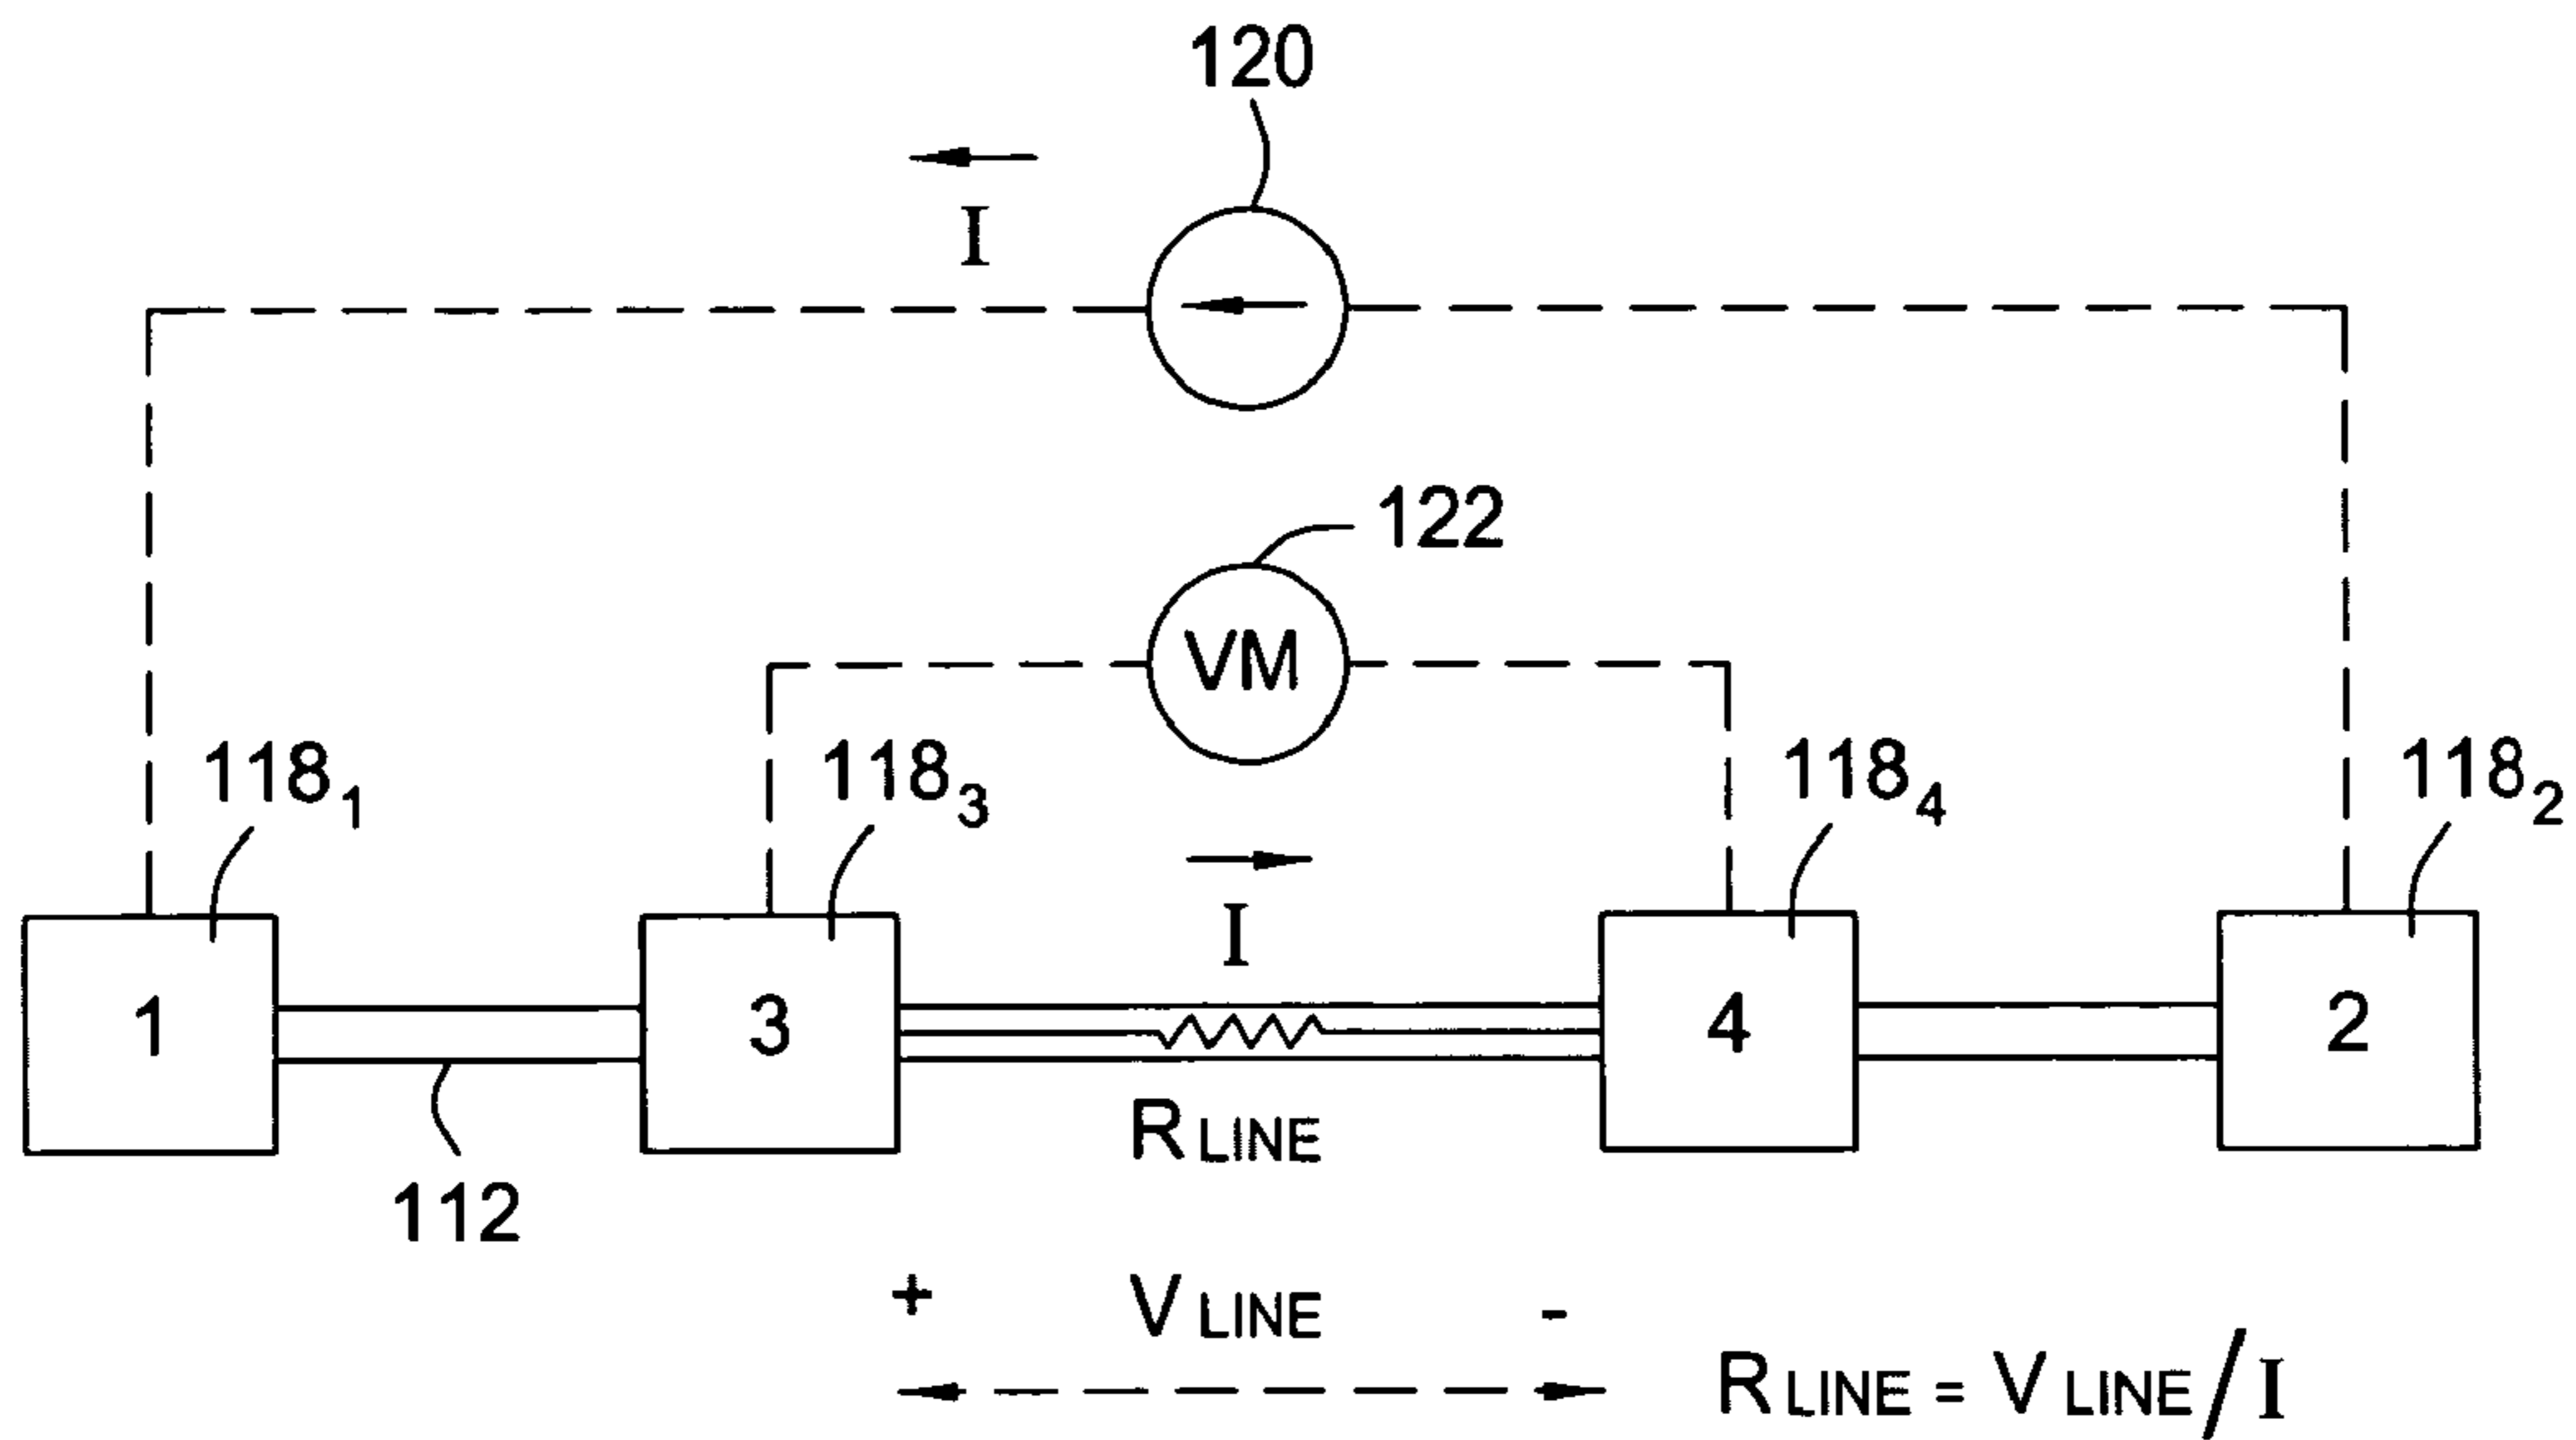 120
I
122
VM
118₁
118₃
118₄
118₂
I
1
3
4
2
R LINE
112
+ V LINE -
R LINE = V LINE / I